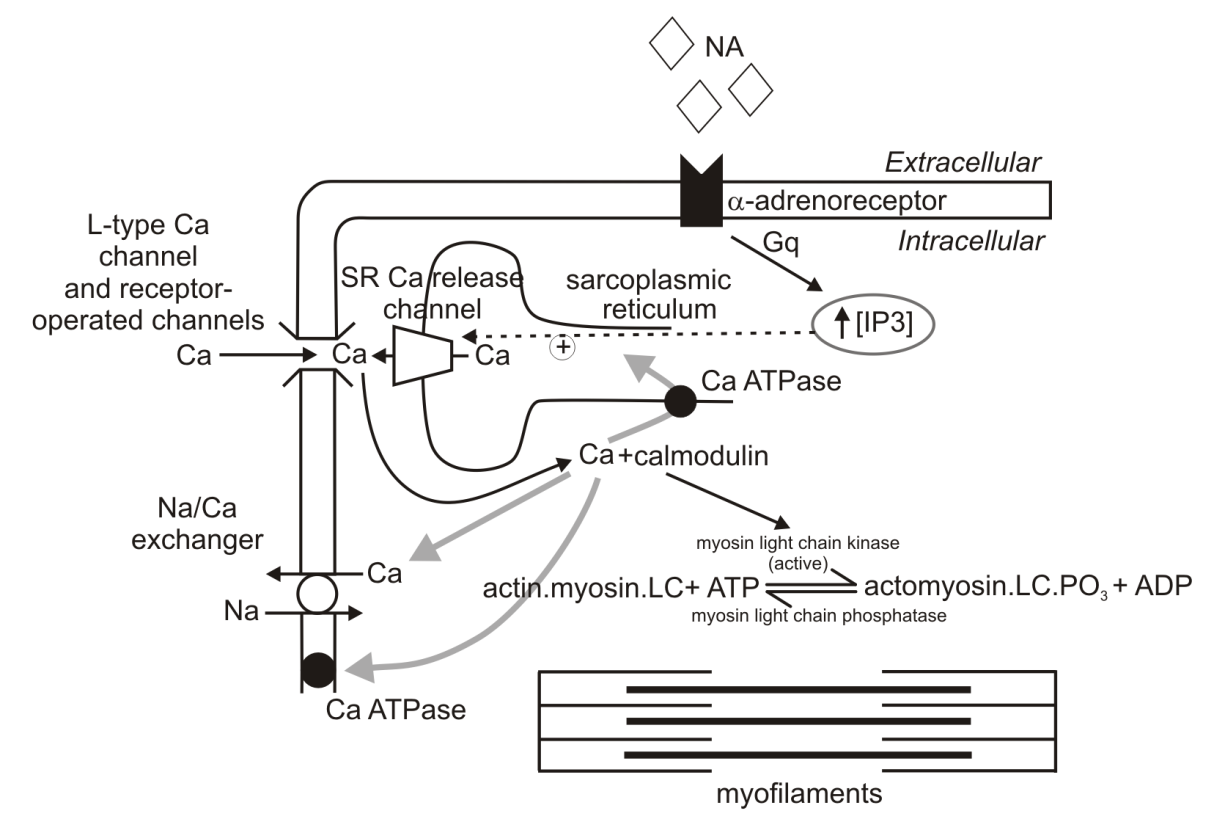 NA
Extracellular
α-adrenoreceptor
Intracellular
Gq
L-type Ca
channel
and receptor-
operated channels
SR Ca release
channel
sarcoplasmic
reticulum
[IP3]
+
Ca
Ca
Ca
Ca ATPase
Ca+calmodulin
Na/Ca
exchanger
Ca
Na
myosin light chain kinase
(active)
actin.myosin.LC+ ATP
actomyosin.LC.PO₃ + ADP
myosin light chain phosphatase
Ca ATPase
myofilaments